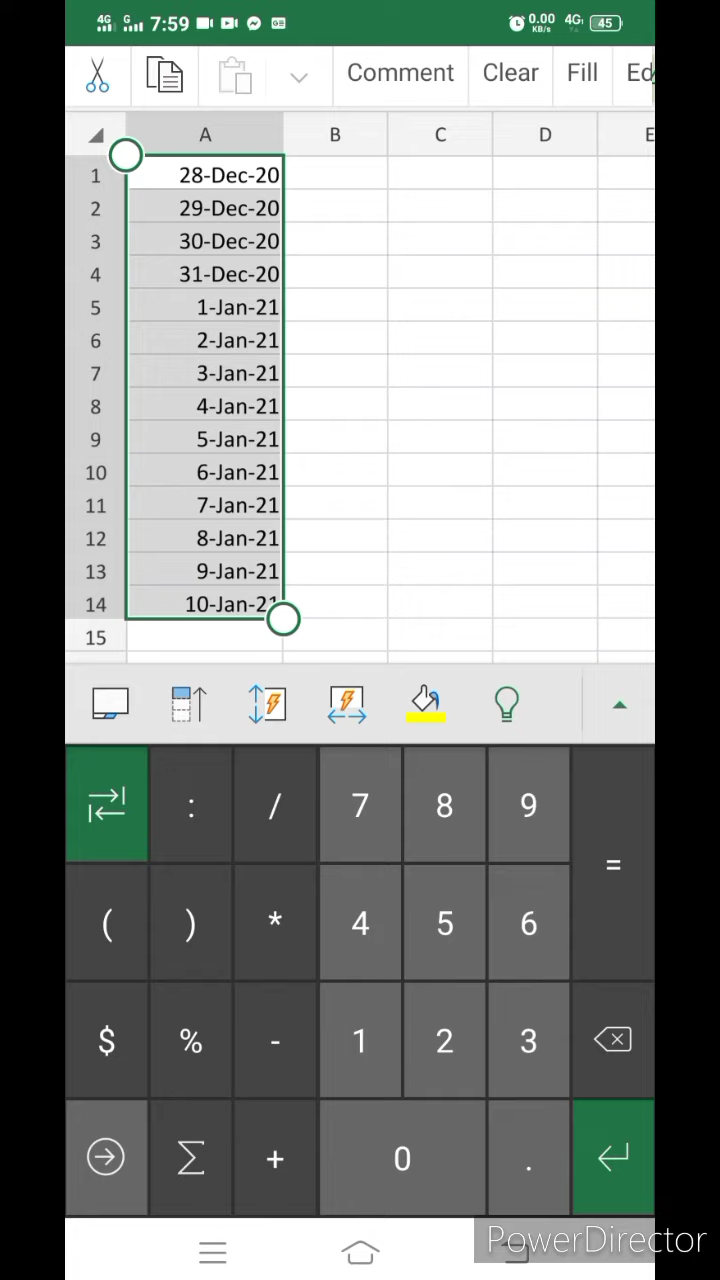 4G G 7:59 0.00 KB/s 4G 45
Comment Clear Fill Ed
A B C D E
1 28-Dec-20
2 29-Dec-20
3 30-Dec-20
4 31-Dec-20
5 1-Jan-21
6 2-Jan-21
7 3-Jan-21
8 4-Jan-21
9 5-Jan-21
10 6-Jan-21
11 7-Jan-21
12 8-Jan-21
13 9-Jan-21
14 10-Jan-21
15
: / 7 8 9 =
( ) * 4 5 6
$ % - 1 2 3
Σ + 0 .
PowerDirector